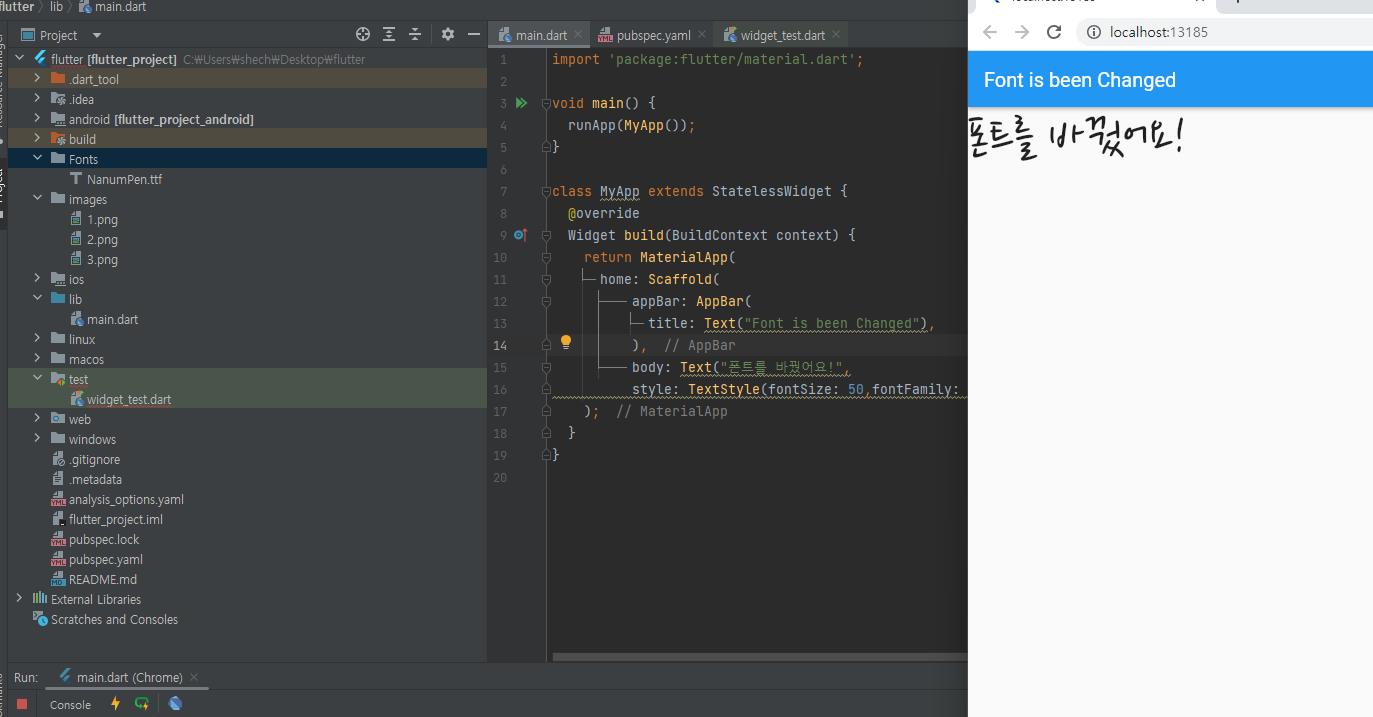 flutter 〉 lib 〉 main.dart
Project
flutter [flutter_project] C:₩Users₩shech₩Desktop₩flutter
.dart_tool
.idea
android [flutter_project_android]
build
Fonts
NanumPen.ttf
images
1.png
2.png
3.png
ios
lib
main.dart
linux
macos
test
widget_test.dart
web
windows
.gitignore
.metadata
analysis_options.yaml
flutter_project.iml
pubspec.lock
pubspec.yaml
README.md
External Libraries
Scratches and Consoles
main.dart
pubspec.yaml
widget_test.dart
1 import 'package:flutter/material.dart';
2
3 void main() {
4 runApp(MyApp());
5 }
6
7 class MyApp extends StatelessWidget {
8 @override
9 Widget build(BuildContext context) {
10 return MaterialApp(
11 home: Scaffold(
12 appBar: AppBar(
13 title: Text("Font is been Changed"),
14 ), // AppBar
15 body: Text("폰트를 바꿨어요!",
16 style: TextStyle(fontSize: 50,fontFamily:
17 ); // MaterialApp
18 }
19 }
20
localhost:13185
Font is been Changed
폰트를 바꿨어요!
Run: main.dart (Chrome)
Console